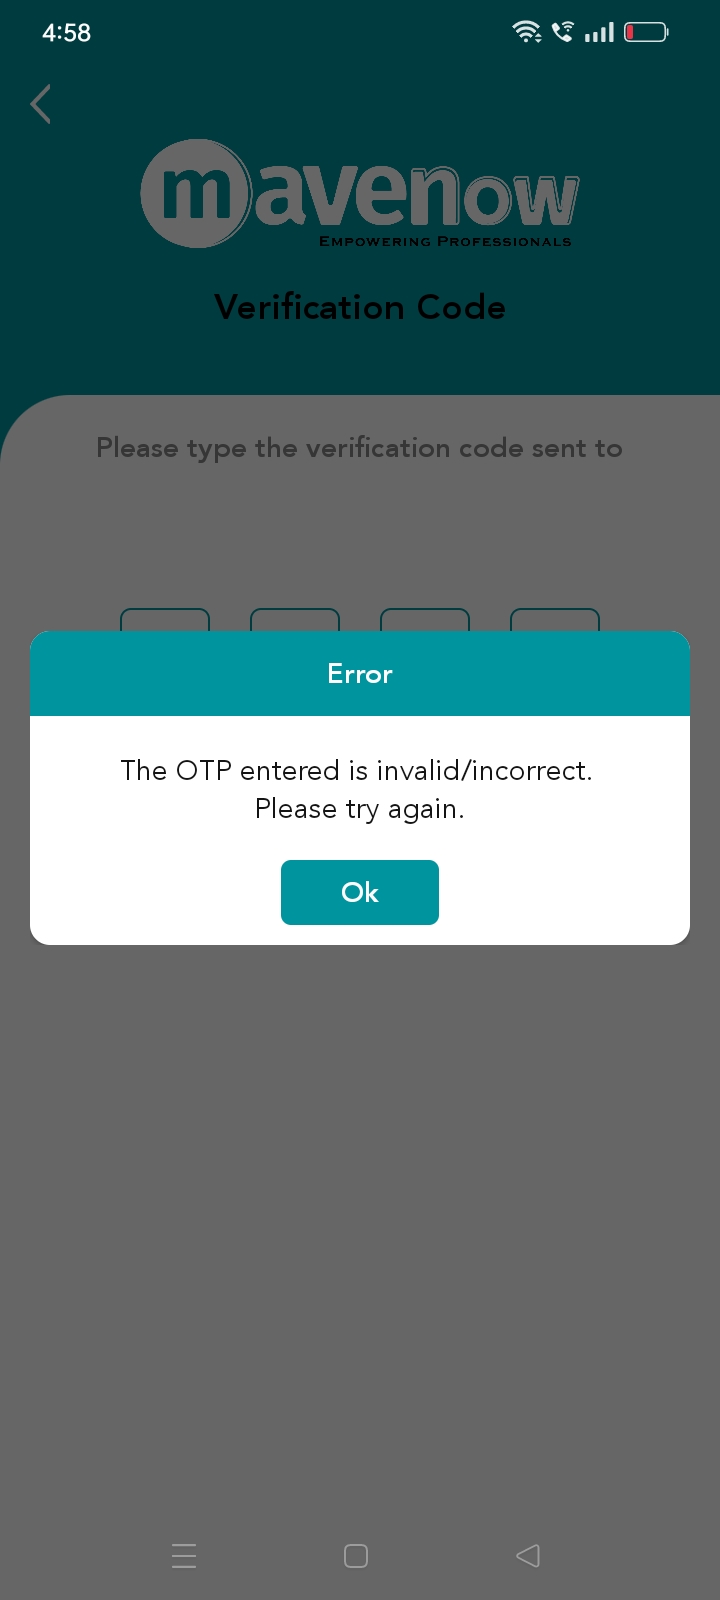 4:58
mavenow
EMPOWERING PROFESSIONALS
Verification Code
Please type the verification code sent to
Error
The OTP entered is invalid/incorrect.
Please try again.
Ok